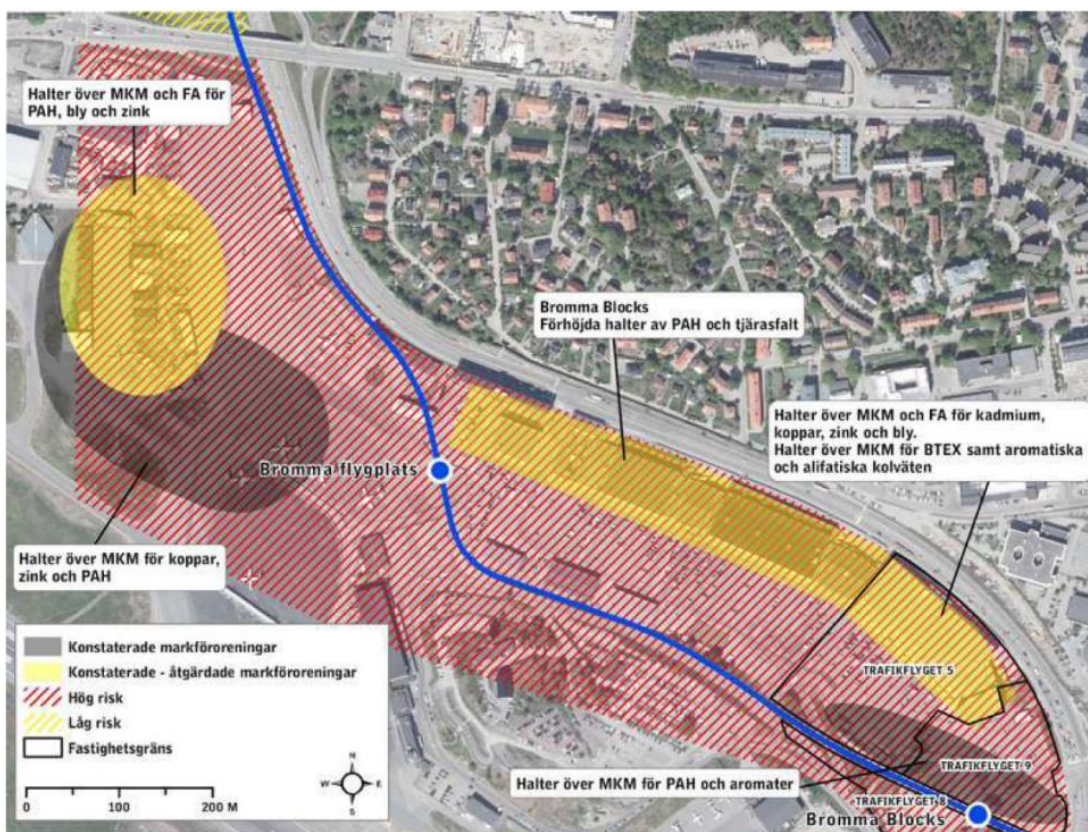 Halter över MKM och FA för
PAH, bly och zink
Bromma Blocks
Förhöjda halter av PAH och tjärasfalt
Halter över MKM och FA för kadmium,
koppar, zink och bly.
Halter över MKM för BTEX samt aromatiska
och alifatiska kolväten
Bromma flygplats
Halter över MKM för koppar,
zink och PAH
Konstaterade markföroreningar
Konstaterade - åtgärdade markföroreningar
Hög risk
Låg risk
Fastighetsgräns
N
W
E
S
0 100 200 M
TRAFIKFLYGET 5
TRAFIKFLYGET 9
Halter över MKM för PAH och aromater
TRAFIKFLYGET 8
Bromma Blocks